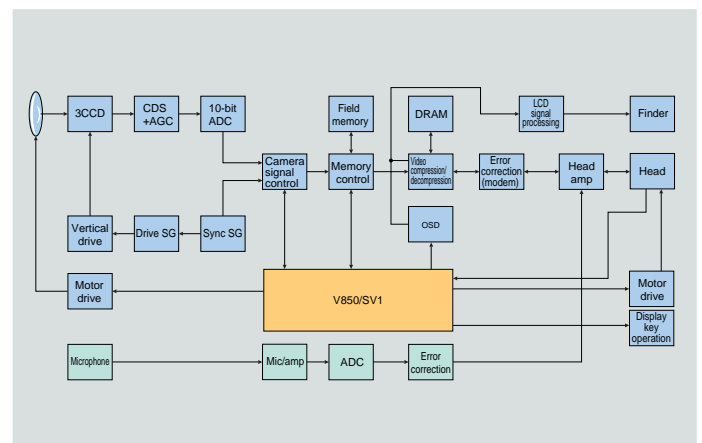 3CCD
CDS
+AGC
10-bit
ADC
Field
memory
DRAM
LCD
signal
processing
Finder
Camera
signal
control
Memory
control
Video
compression/
decompression
Error
correction
(modem)
Head
amp
Head
Vertical
drive
Drive SG
Sync SG
OSD
Motor
drive
V850/SV1
Motor
drive
Display
key
operation
Microphone
Mic/amp
ADC
Error
correction